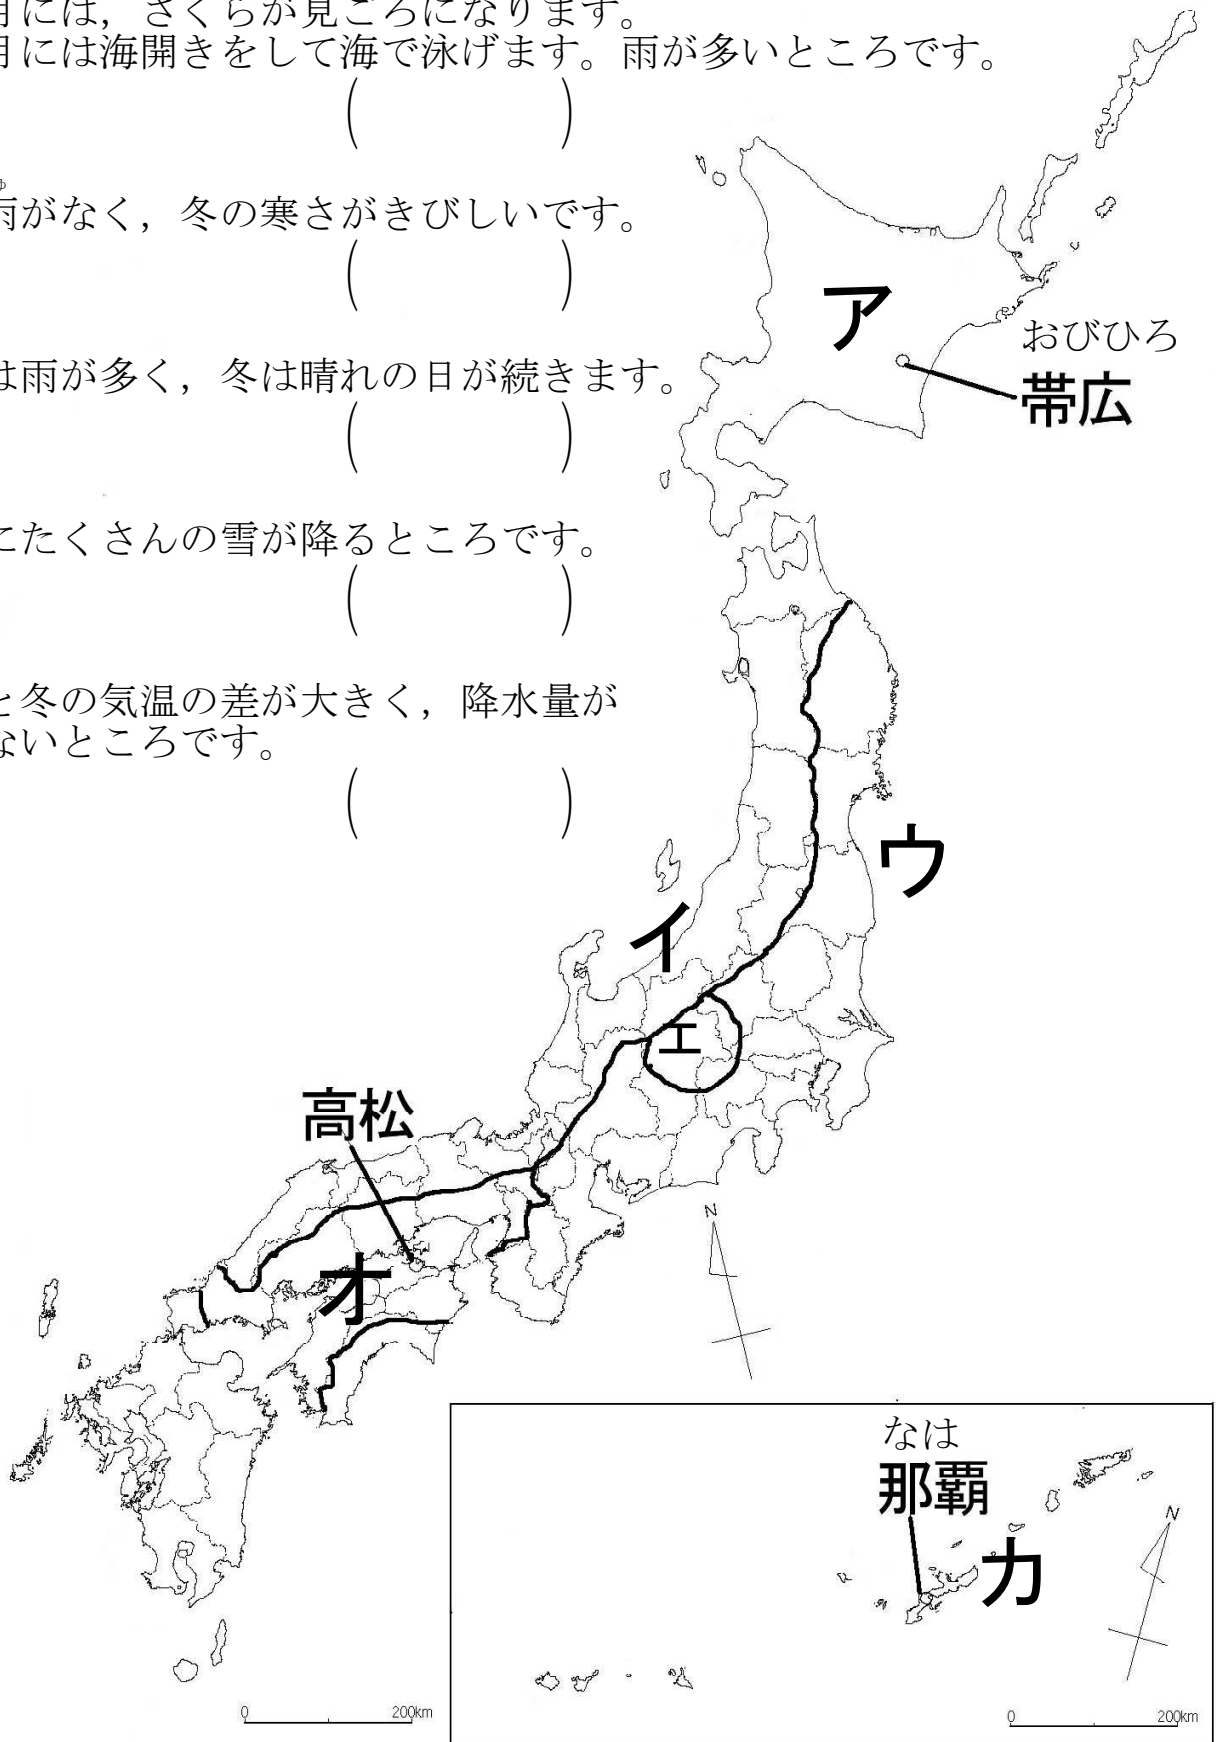 月には，さくらが見ごろになります。
月には海開きをして海で泳げます。雨が多いところです。
(　　　　　)
雨がなく，冬の寒さがきびしいです。
(　　　　　)
は雨が多く，冬は晴れの日が続きます。
(　　　　　)
にたくさんの雪が降るところです。
(　　　　　)
と冬の気温の差が大きく，降水量が
ないところです。
(　　　　　)
ア
おびひろ
帯広
ウ
イ
エ
高松
オ
N
なは
那覇
カ
N
0 200km
0 200km